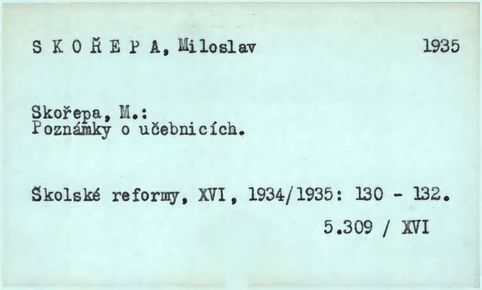 S K O Ř E P A, Miloslav 1935
Skořepa, M.:
Poznámky o učebnicích.
Školské reformy, XVI, 1934/1935: 130 - 132.
5.309 / XVI